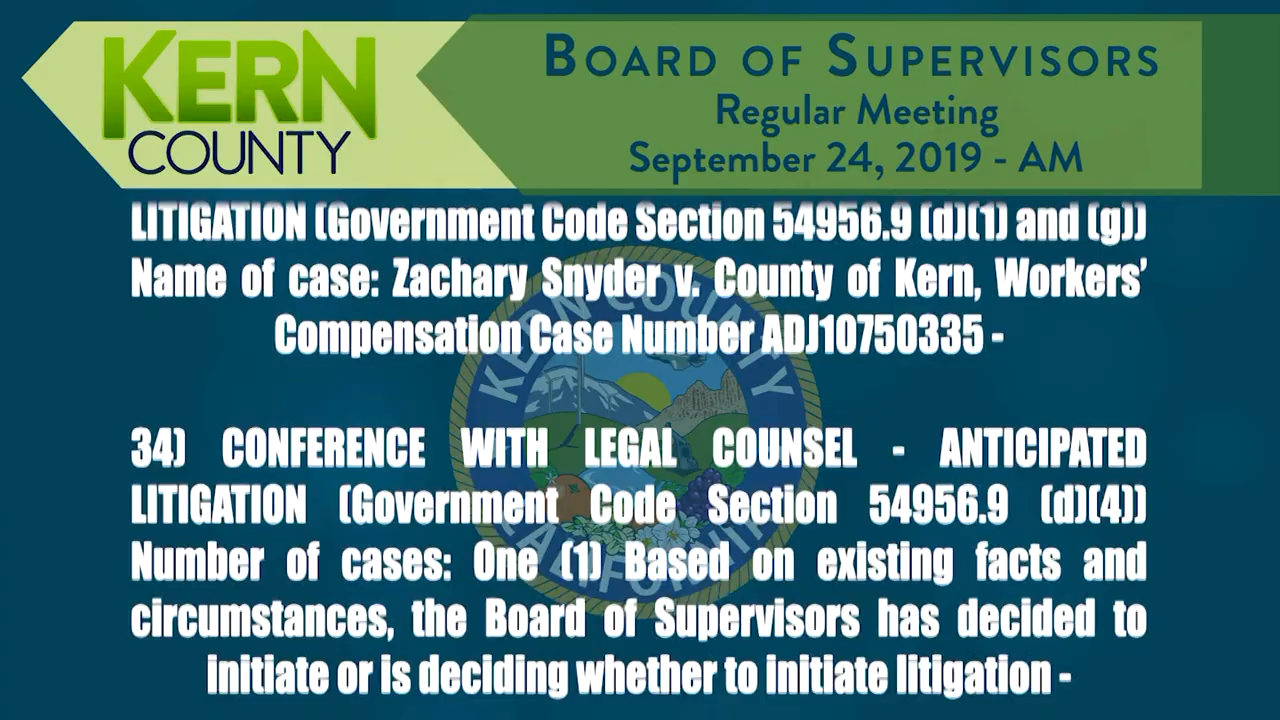 KERN
COUNTY
BOARD OF SUPERVISORS
Regular Meeting
September 24, 2019 - AM
LITIGATION (Government Code Section 54956.9 (d)(1) and (g))
Name of case: Zachary Snyder v. County of Kern, Workers’
Compensation Case Number ADJ10750335 -
KERN COUNTY
34) CONFERENCE WITH LEGAL COUNSEL - ANTICIPATED
LITIGATION (Government Code Section 54956.9 (d)(4))
Number of cases: One (1) Based on existing facts and
circumstances, the Board of Supervisors has decided to
initiate or is deciding whether to initiate litigation -
CALIFORNIA